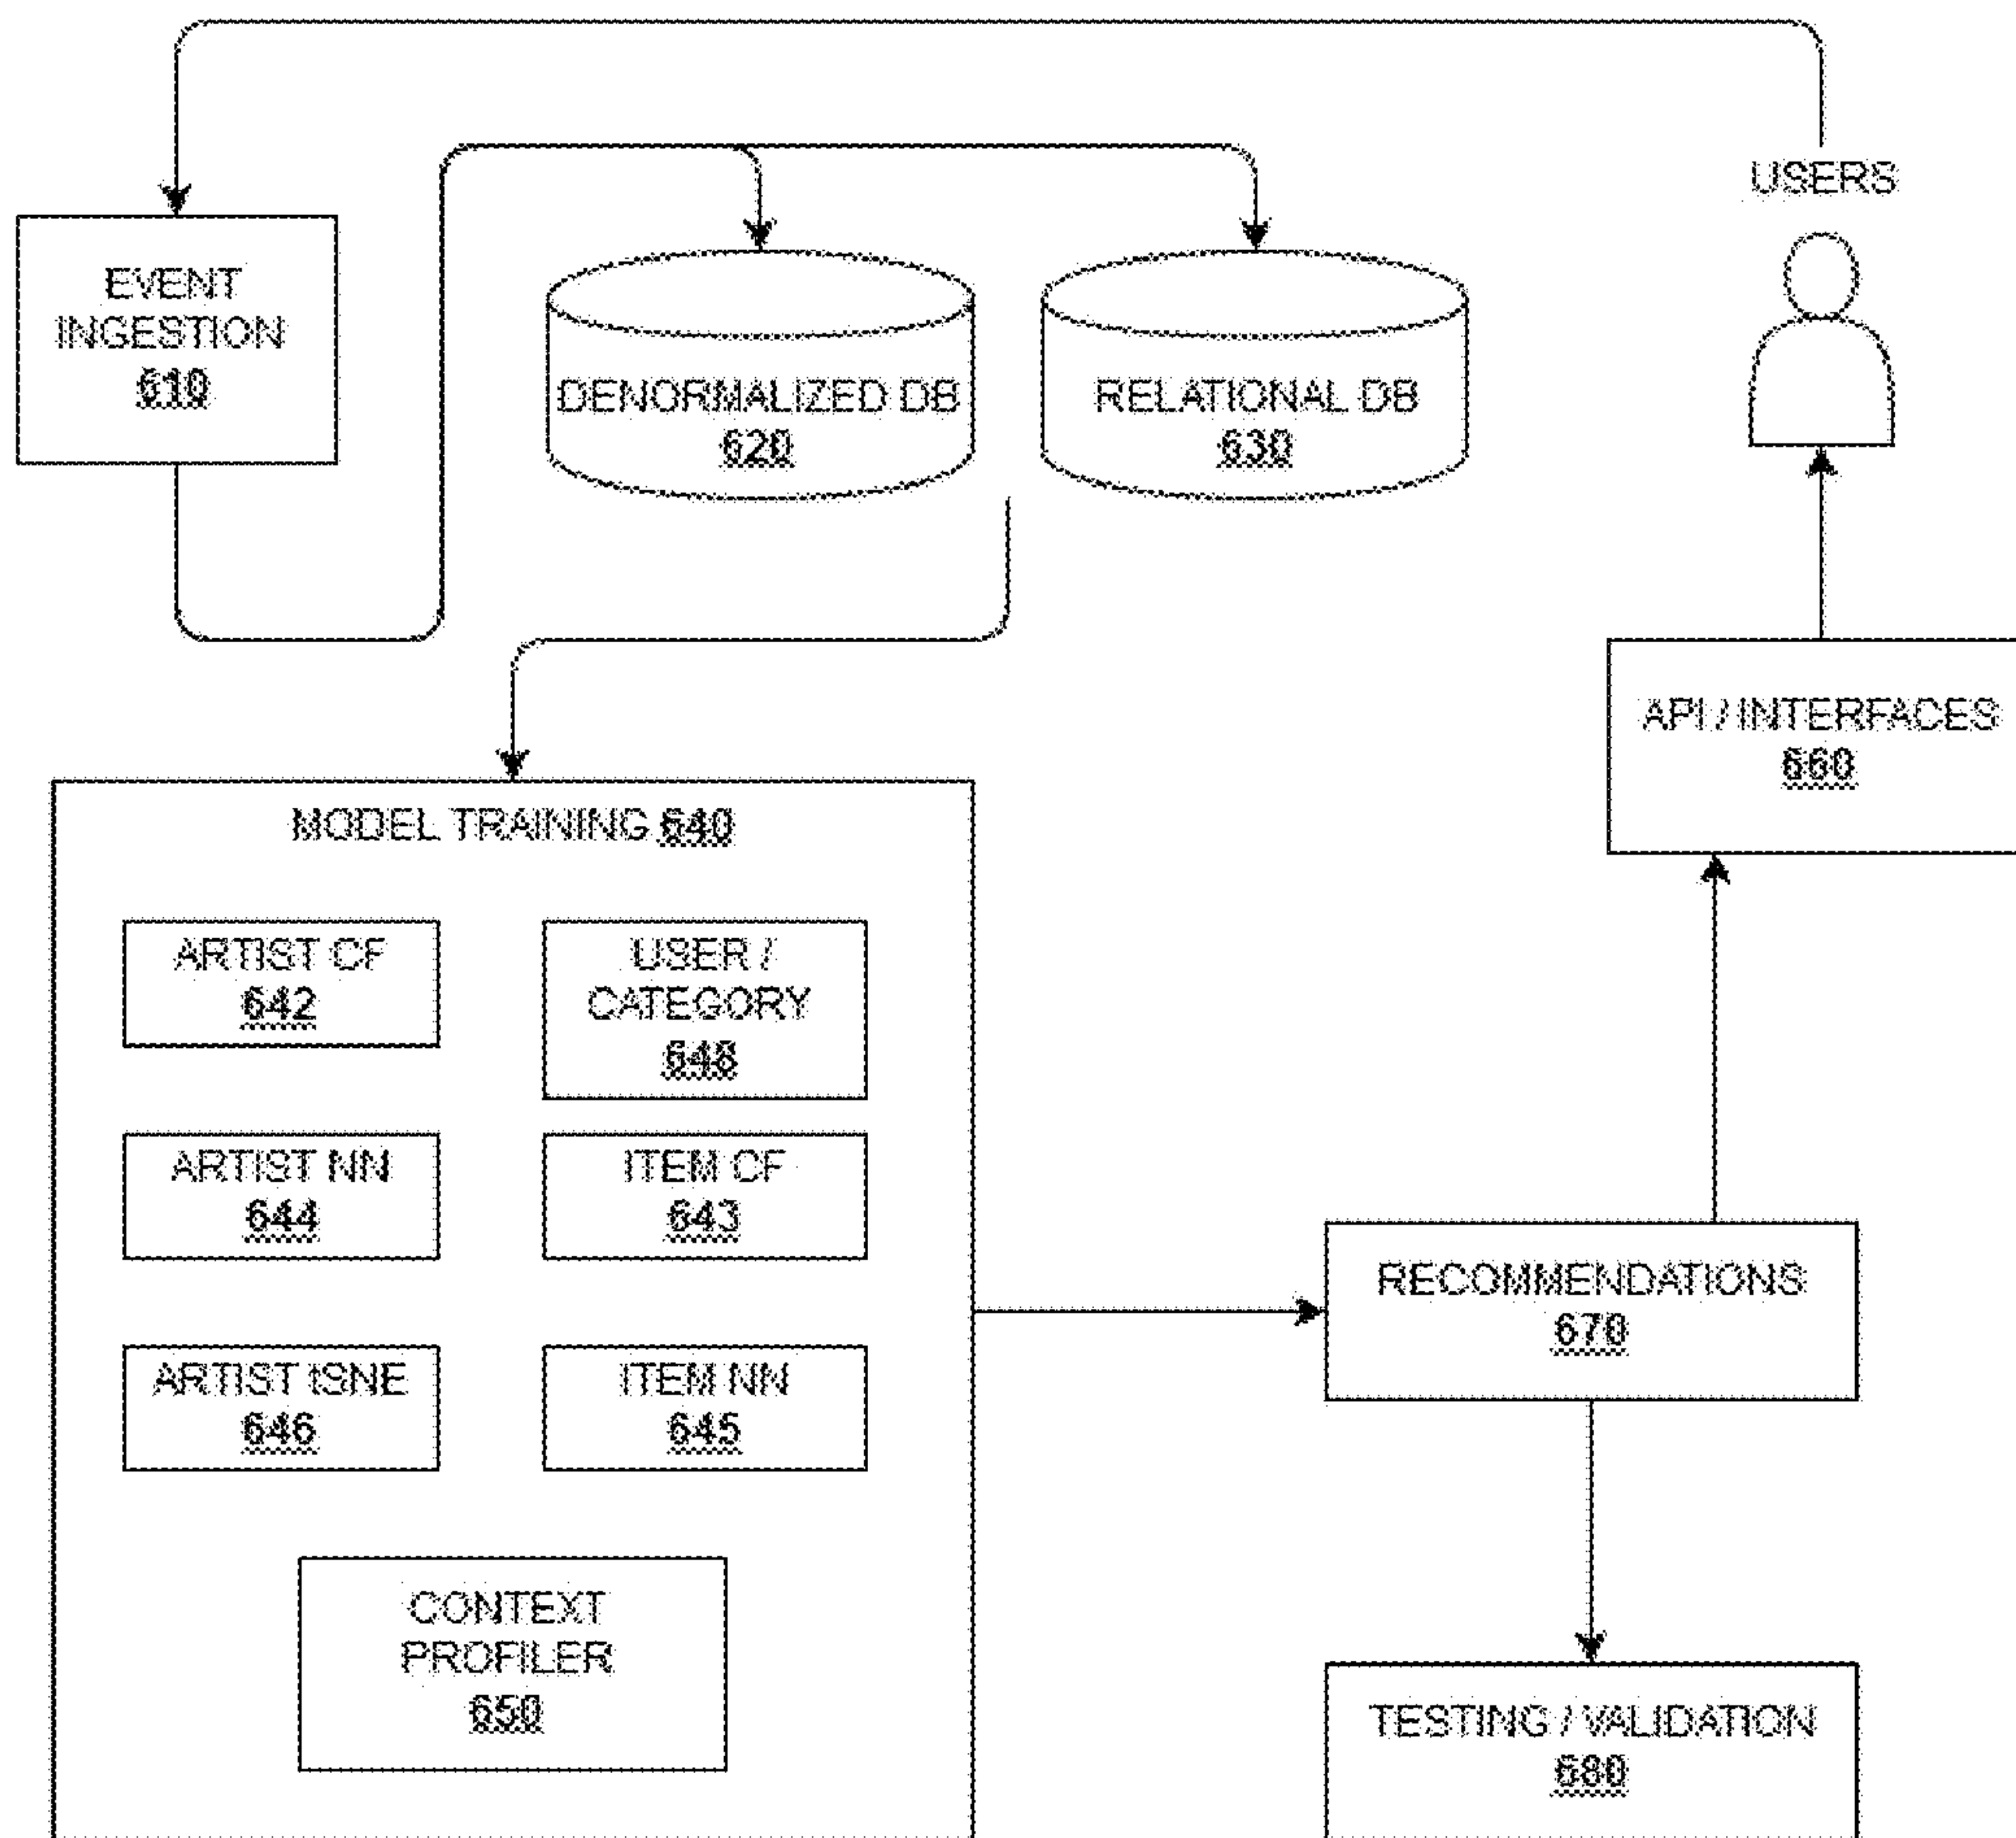 USERS
EVENT
INGESTION
610
DENORMALIZED DB
620
RELATIONAL DB
630
API / INTERFACES
660
MODEL TRAINING 640
ARTIST CF
642
USER /
CATEGORY
648
ARTIST NN
644
ITEM CF
643
ARTIST tSNE
646
ITEM NN
645
CONTEXT
PROFILER
650
RECOMMENDATIONS
670
TESTING / VALIDATION
680